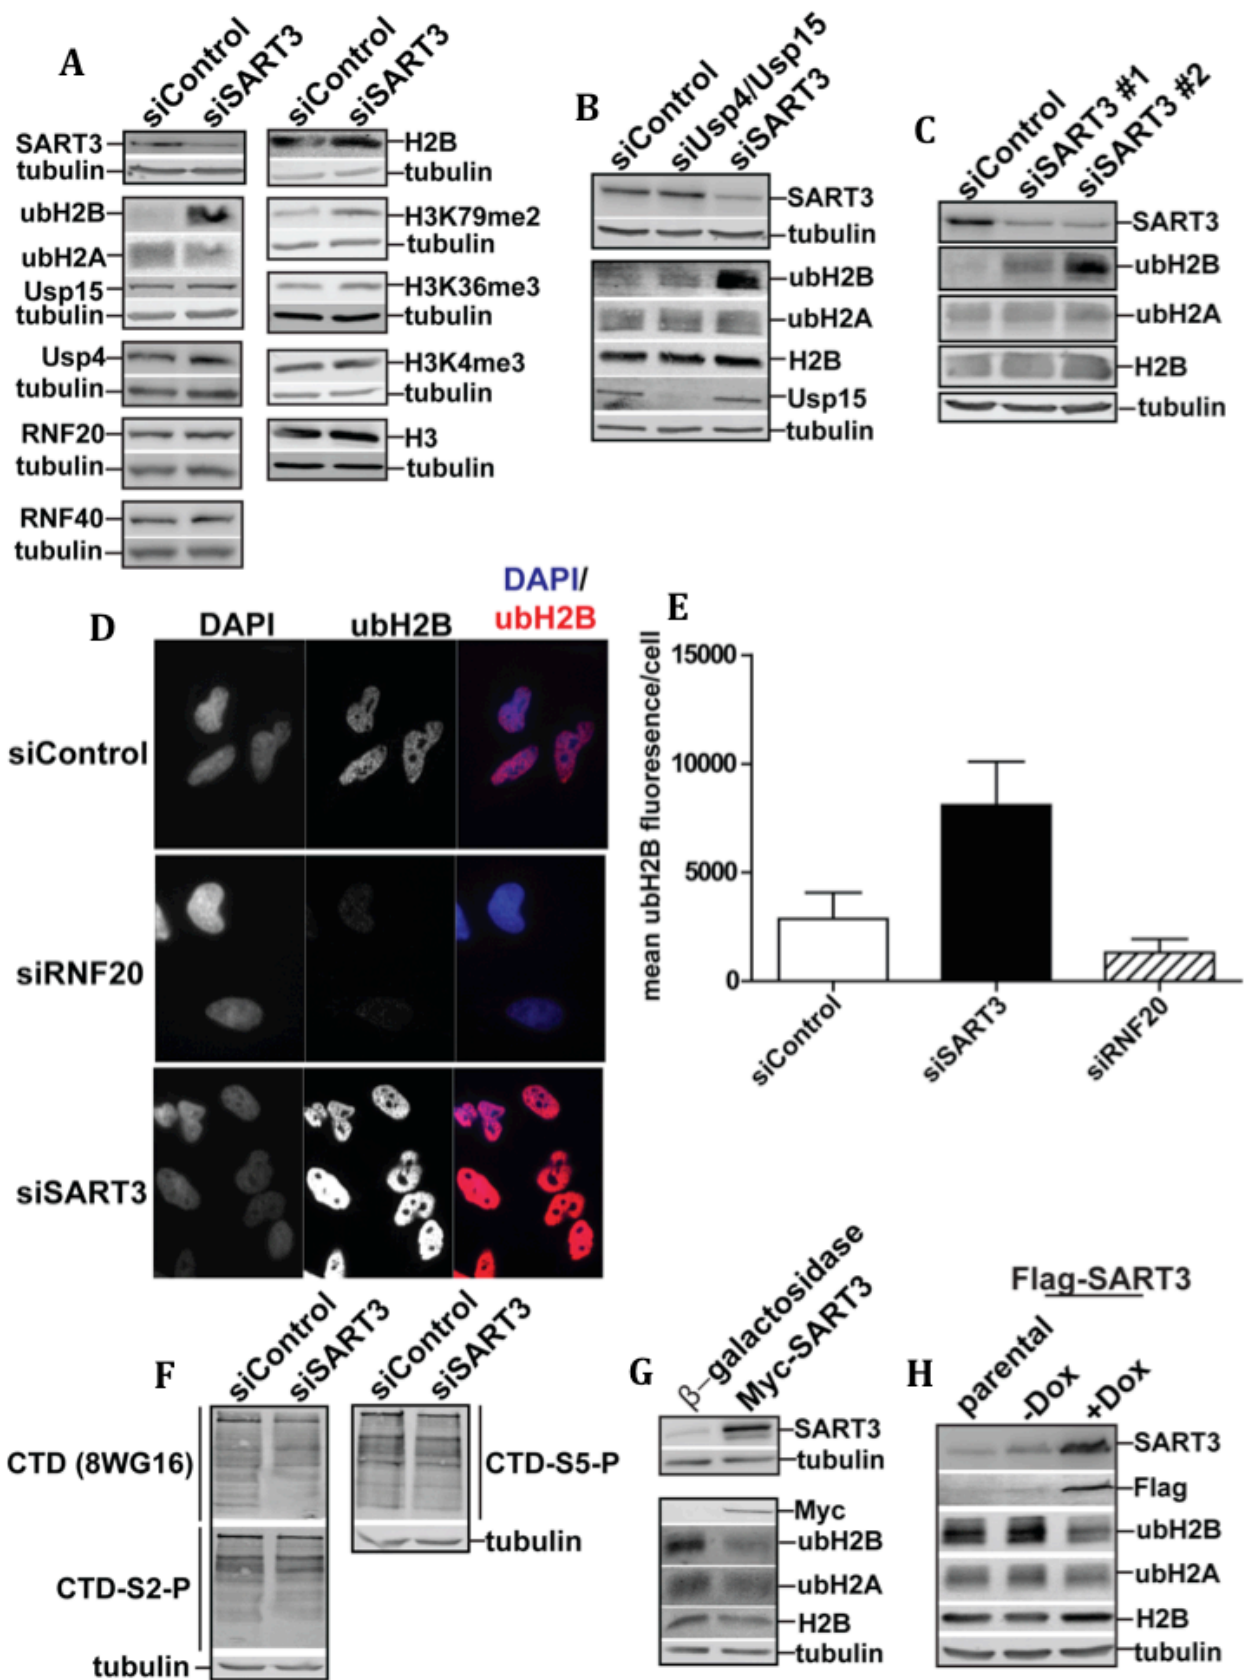 A
siControl
siSART3
siControl
siSART3
SART3
tubulin
ubH2B
ubH2A
Usp15
tubulin
Usp4
tubulin
RNF20
tubulin
RNF40
tubulin
H2B
tubulin
H3K79me2
tubulin
H3K36me3
tubulin
H3K4me3
tubulin
H3
tubulin
B
siControl
siUsp4/Usp15
siSART3
SART3
tubulin
ubH2B
ubH2A
H2B
Usp15
tubulin
C
siControl
siSART3 #1
siSART3 #2
SART3
ubH2B
ubH2A
H2B
tubulin
D
DAPI
ubH2B
DAPI/
ubH2B
siControl
siRNF20
siSART3
E
mean ubH2B fluoresence/cell
15000
10000
5000
0
siControl
siSART3
siRNF20
F
siControl
siSART3
siControl
siSART3
CTD (8WG16)
CTD-S2-P
tubulin
CTD-S5-P
tubulin
G
β-galactosidase
Myc-SART3
SART3
tubulin
Myc
ubH2B
ubH2A
H2B
tubulin
Flag-SART3
H
parental
-Dox
+Dox
SART3
Flag
ubH2B
ubH2A
H2B
tubulin